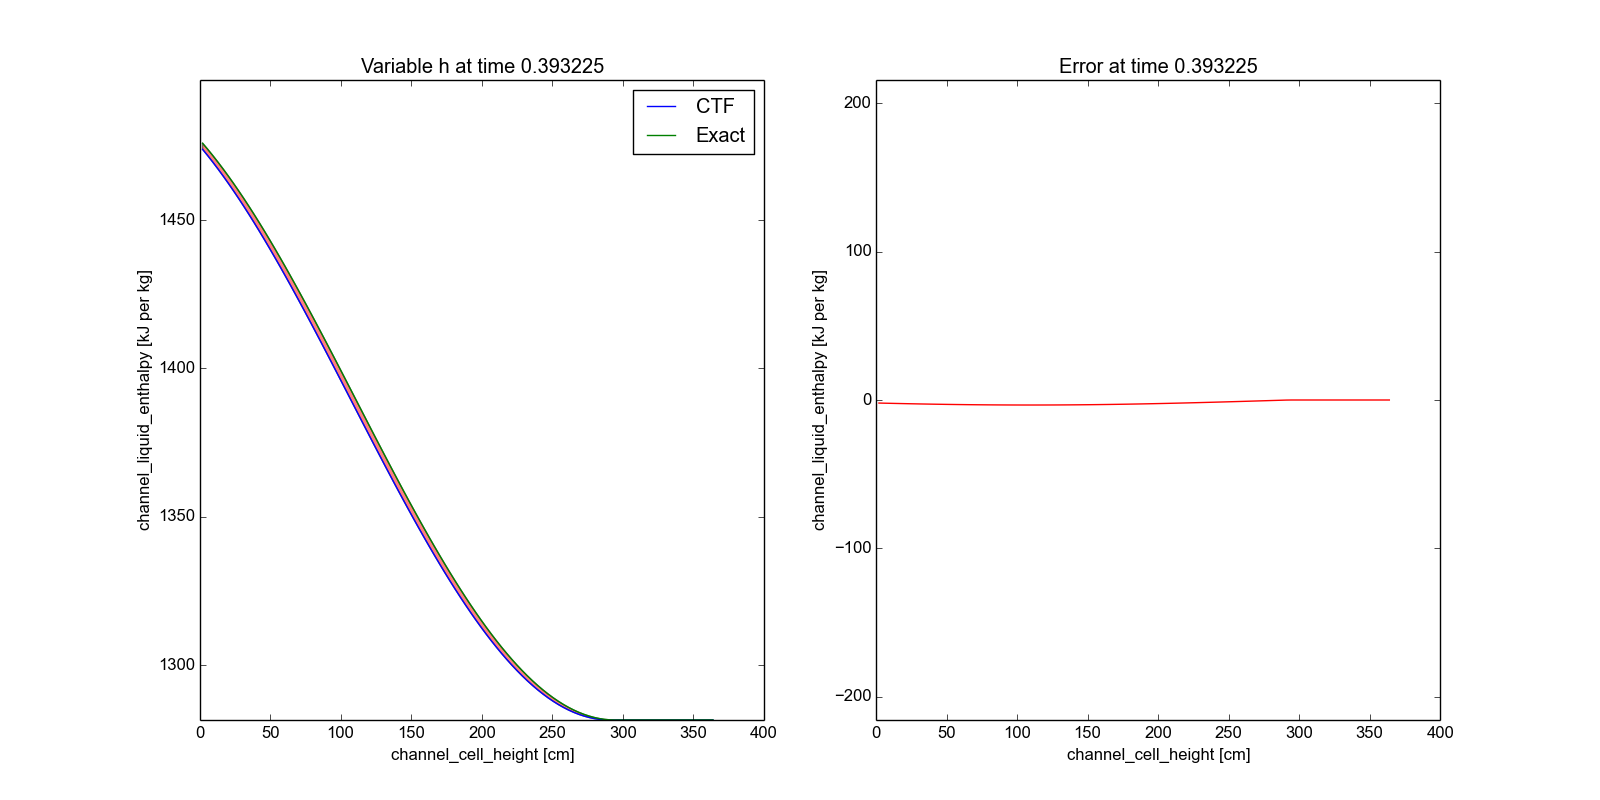 Variable h at time 0.393225
CTF
Exact
1450
1400
1350
1300
channel_liquid_enthalpy [kJ per kg]
0 50 100 150 200 250 300 350 400
channel_cell_height [cm]
Error at time 0.393225
200
100
0
−100
−200
channel_liquid_enthalpy [kJ per kg]
0 50 100 150 200 250 300 350 400
channel_cell_height [cm]